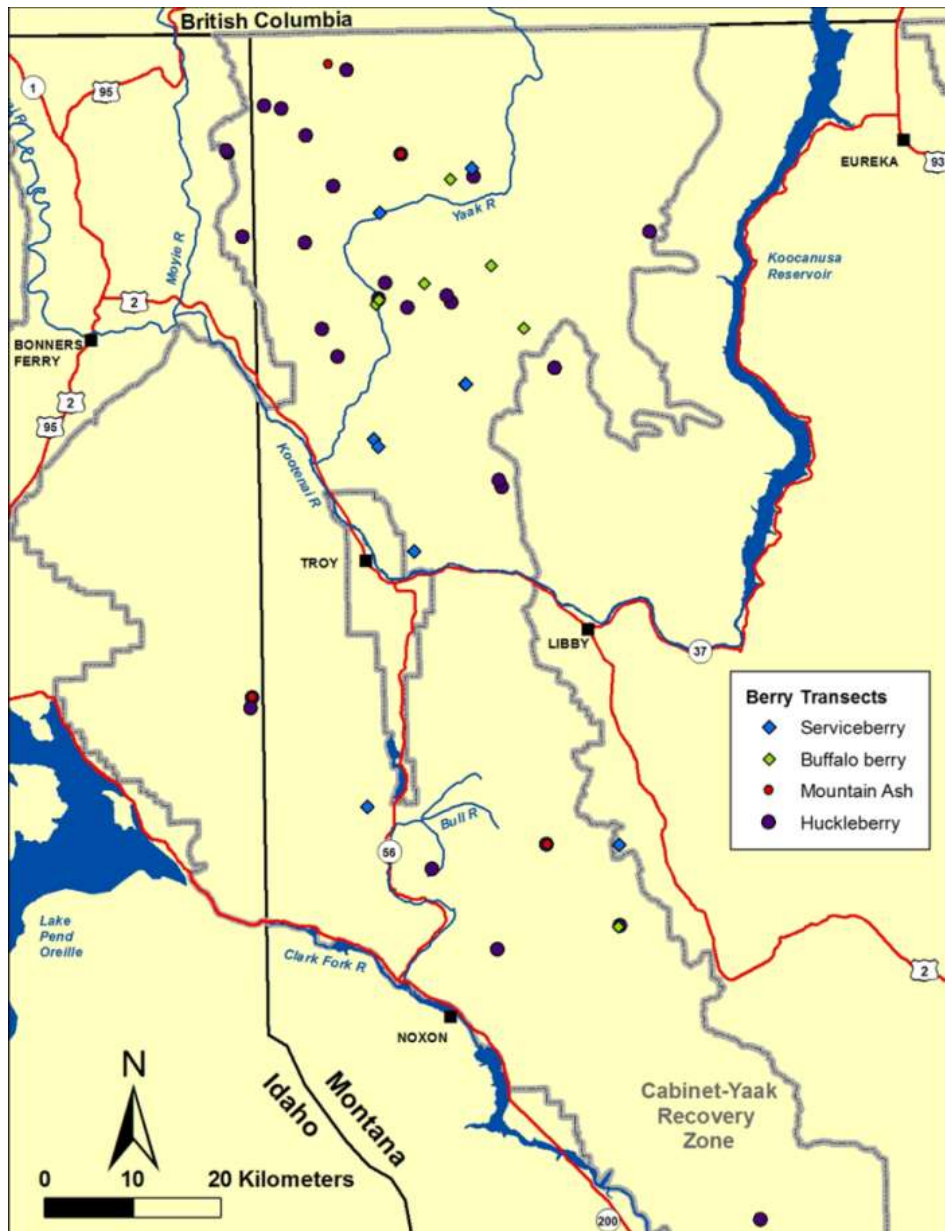 British Columbia
1
95
EUREKA
93
Yaak R
Moyie R
Koocanusa
Reservoir
2
BONNERS
FERRY
2
95
Kootenai R
TROY
LIBBY
37
Berry Transects
Serviceberry
Buffalo berry
Mountain Ash
Huckleberry
Bull R
56
Lake
Pend
Oreille
Clark Fork R
2
NOXON
N
Idaho
Montana
Cabinet-Yaak
Recovery
Zone
0 10 20 Kilometers
200